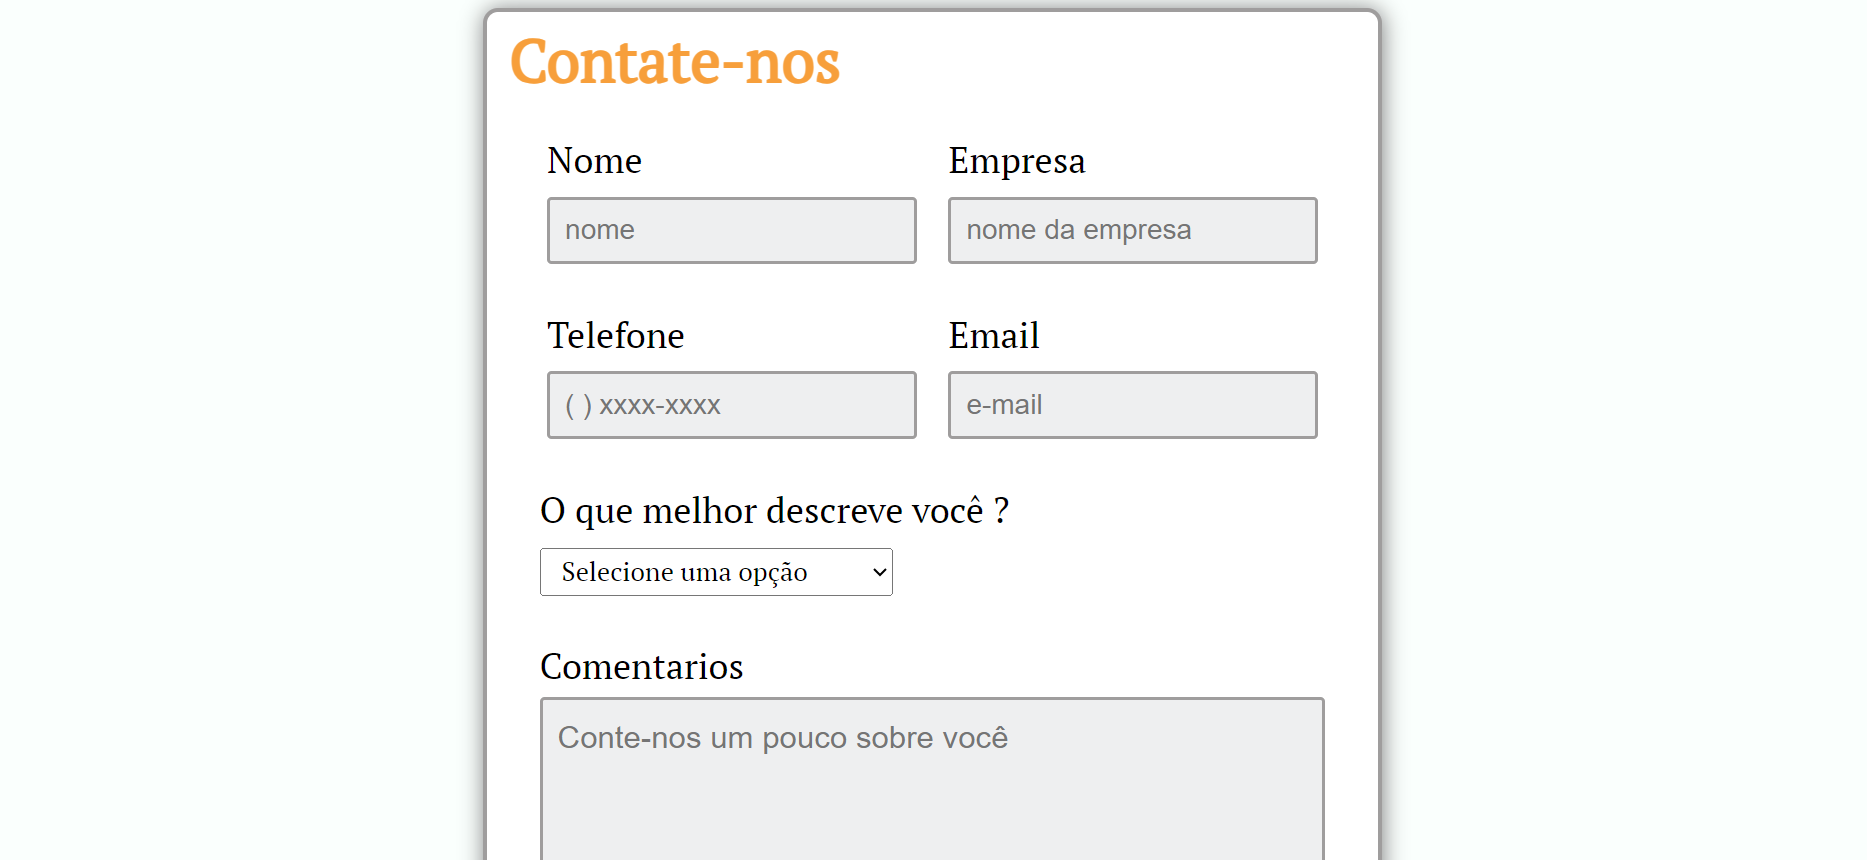 Contate-nos
Nome Empresa
nome nome da empresa
Telefone Email
( ) xxxx-xxxx e-mail
O que melhor descreve você ?
Selecione uma opção
Comentarios
Conte-nos um pouco sobre você